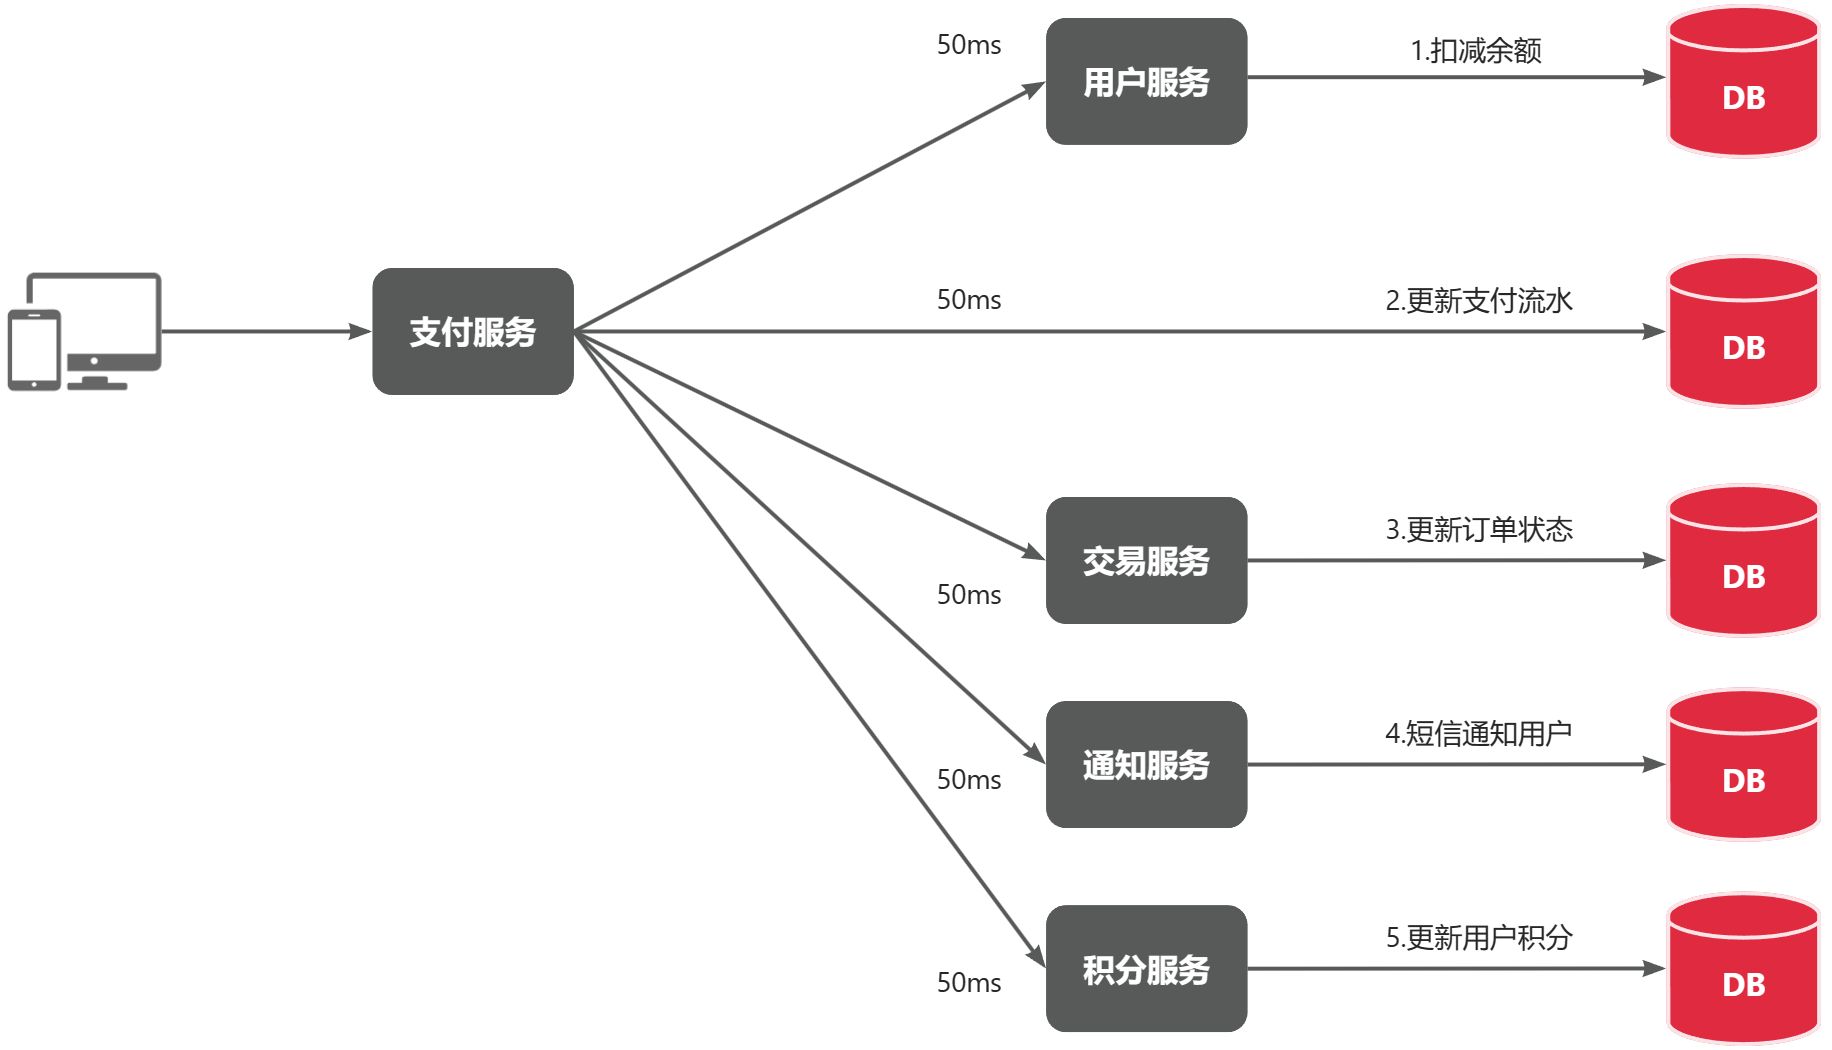 50ms
用户服务
1.扣减余额
DB
支付服务
50ms
2.更新支付流水
DB
50ms
交易服务
3.更新订单状态
DB
50ms
通知服务
4.短信通知用户
DB
50ms
积分服务
5.更新用户积分
DB